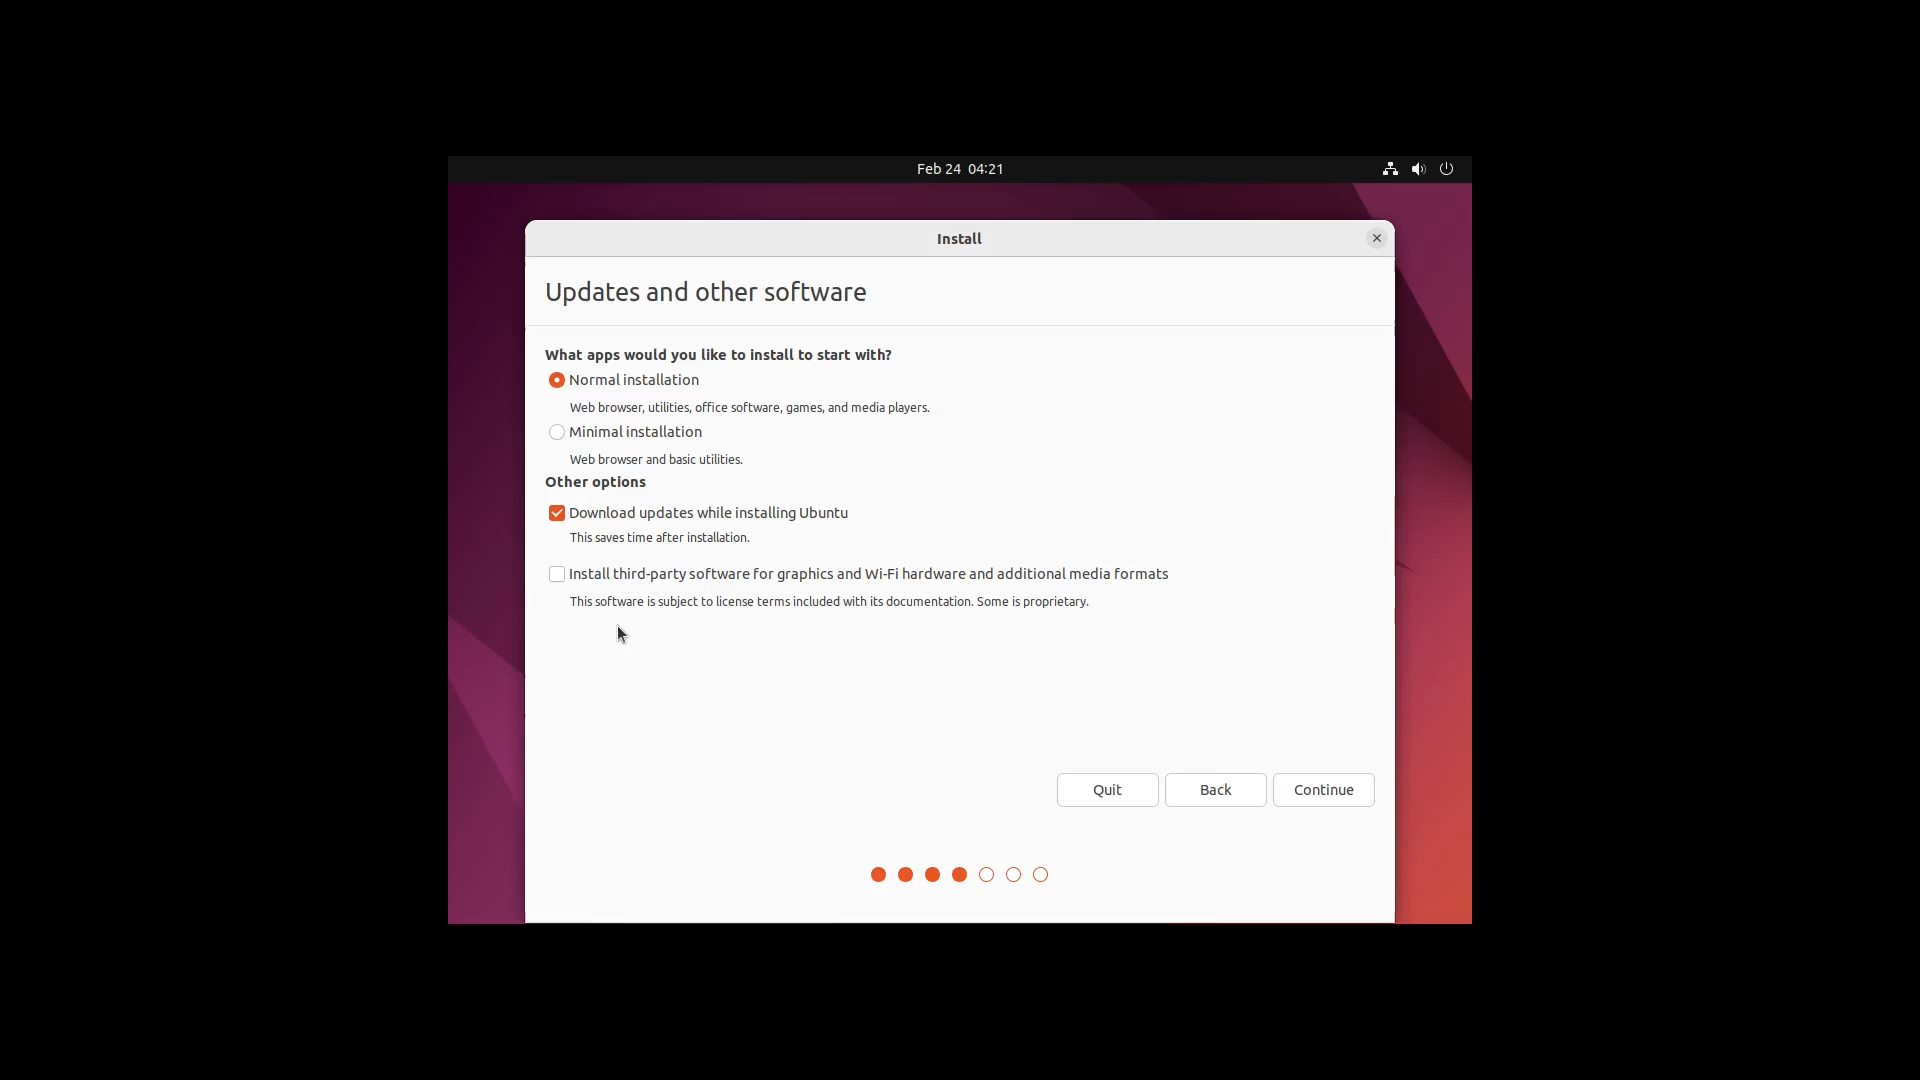 Feb 24 04:21
Install
Updates and other software
What apps would you like to install to start with?
Normal installation
Web browser, utilities, office software, games, and media players.
Minimal installation
Web browser and basic utilities.
Other options
Download updates while installing Ubuntu
This saves time after installation.
Install third-party software for graphics and Wi-Fi hardware and additional media formats
This software is subject to license terms included with its documentation. Some is proprietary.
Quit Back Continue